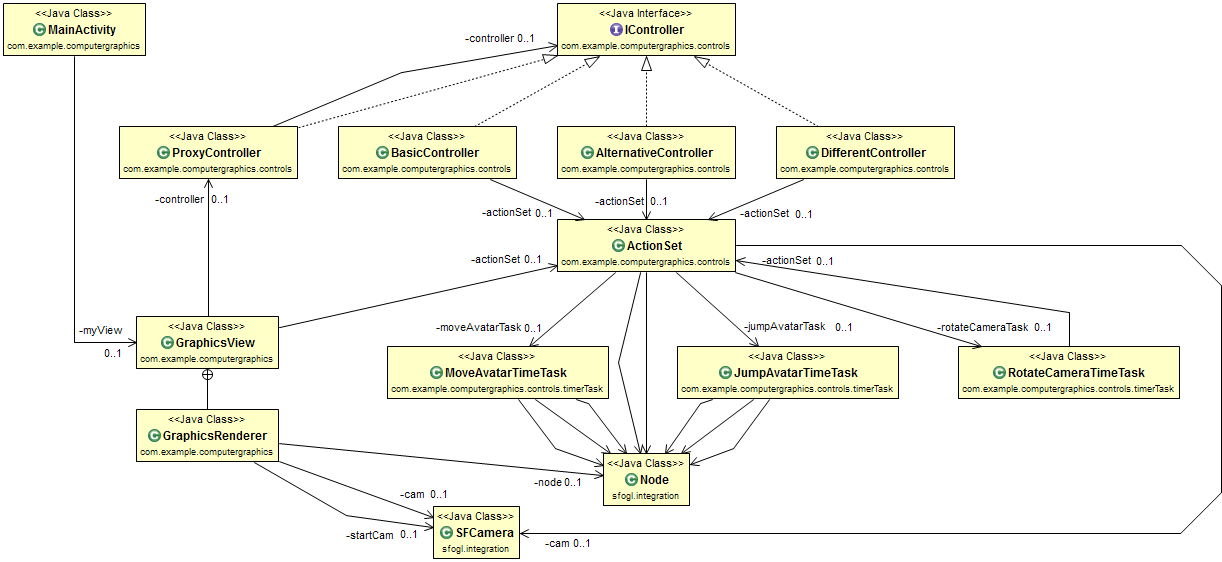 <<Java Class>>
MainActivity
com.example.computergraphics
<<Java Interface>>
IController
com.example.computergraphics.controls
-controller 0..1
<<Java Class>>
ProxyController
com.example.computergraphics.controls
<<Java Class>>
BasicController
com.example.computergraphics.controls
<<Java Class>>
AlternativeController
com.example.computergraphics.controls
<<Java Class>>
DifferentController
com.example.computergraphics.controls
-controller 0..1
-actionSet 0..1
-actionSet 0..1
-actionSet 0..1
<<Java Class>>
ActionSet
com.example.computergraphics.controls
-actionSet 0..1
-actionSet 0..1
-myView
0..1
<<Java Class>>
GraphicsView
com.example.computergraphics
-moveAvatarTask 0..1
-jumpAvatarTask 0..1
-rotateCameraTask 0..1
<<Java Class>>
MoveAvatarTimeTask
com.example.computergraphics.controls.timerTask
<<Java Class>>
JumpAvatarTimeTask
com.example.computergraphics.controls.timerTask
<<Java Class>>
RotateCameraTimeTask
com.example.computergraphics.controls.timerTask
<<Java Class>>
GraphicsRenderer
com.example.computergraphics
-node 0..1
<<Java Class>>
Node
sfogl.integration
-cam 0..1
-startCam 0..1
<<Java Class>>
SFCamera
sfogl.integration
-cam 0..1